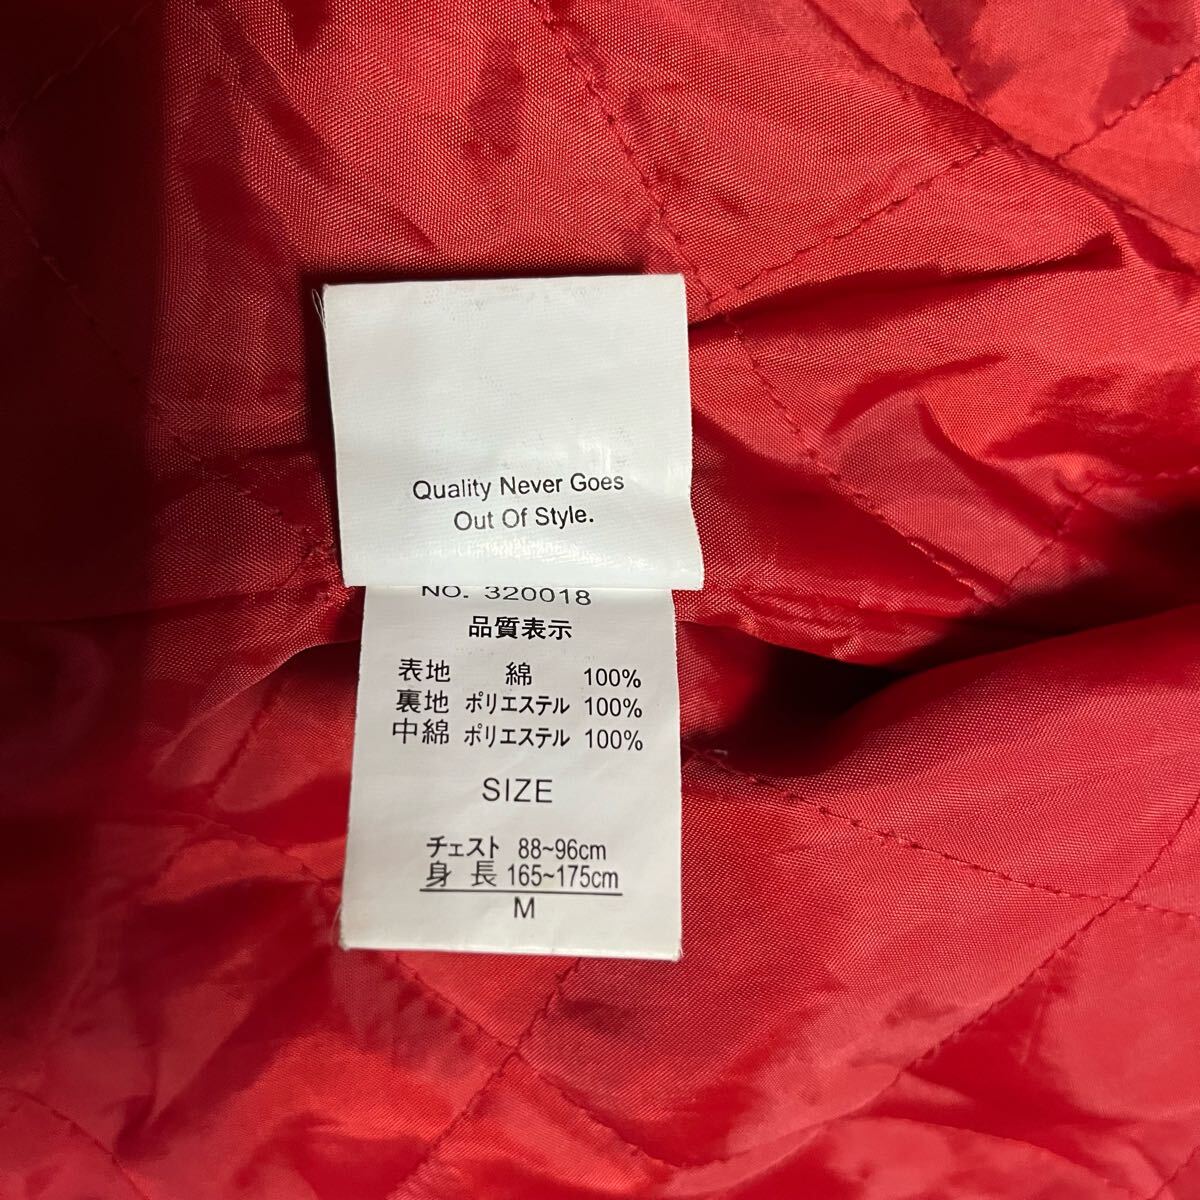 Quality Never Goes
Out Of Style.
NO. 320018
品質表示
表地 綿 100%
裏地 ポリエステル 100%
中綿 ポリエステル 100%
SIZE
チェスト 88~96cm
身長 165~175cm
M